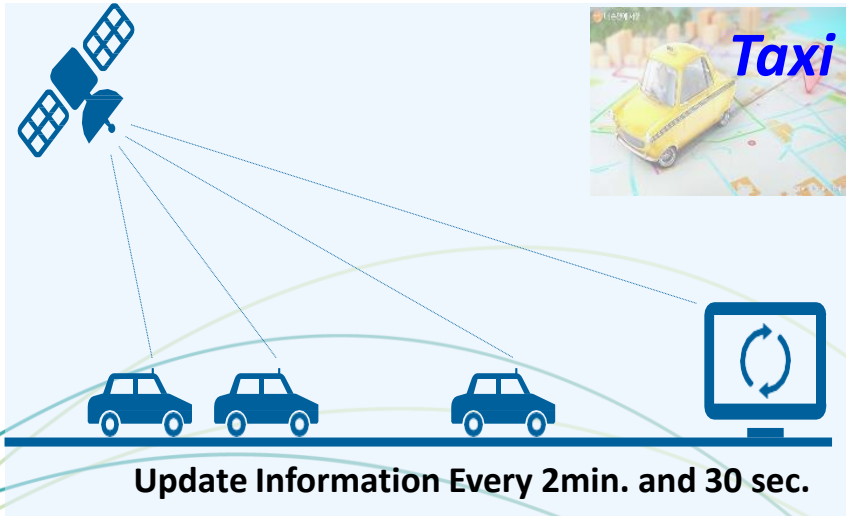 Taxi
Update Information Every 2min. and 30 sec.